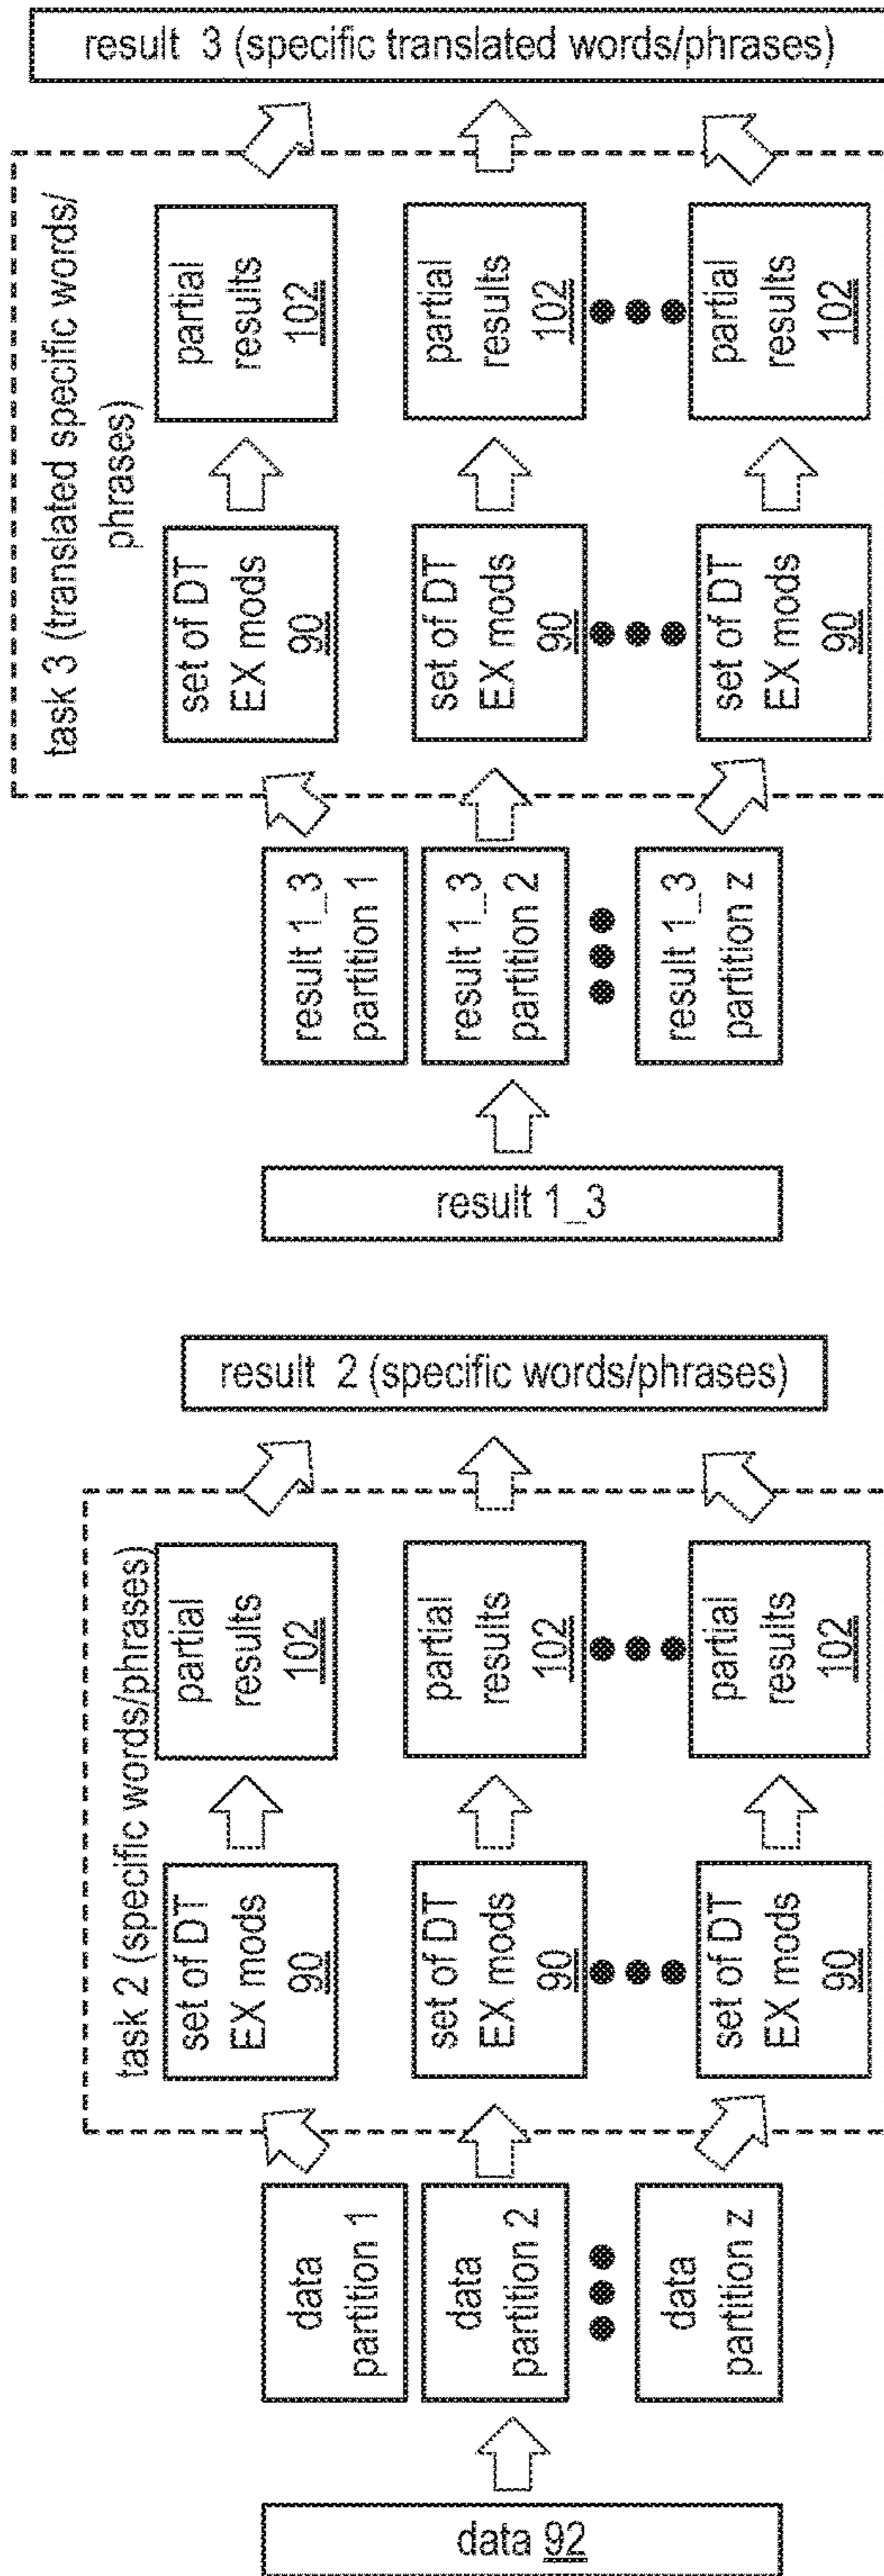 task 2 (specific words/phrases)
data 92
data
partition 1
data
partition 2
data
partition z
set of DT
EX mods
90
set of DT
EX mods
90
set of DT
EX mods
90
partial
results
102
partial
results
102
partial
results
102
result 2 (specific words/phrases)
task 3 (translated specific words/
phrases)
result 1_3
result 1_3
partition 1
result 1_3
partition 2
result 1_3
partition z
set of DT
EX mods
90
set of DT
EX mods
90
set of DT
EX mods
90
partial
results
102
partial
results
102
partial
results
102
result 3 (specific translated words/phrases)